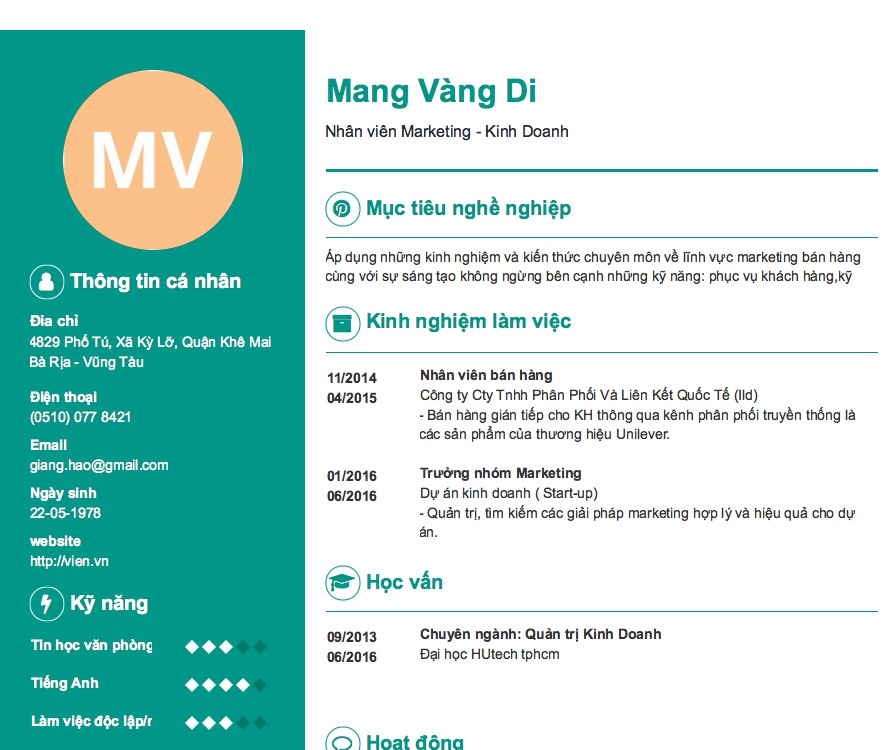 MV
Thông tin cá nhân
Địa chỉ
4829 Phố Tú, Xã Kỳ Lỡ, Quận Khê Mai
Bà Rịa - Vũng Tàu
Điện thoại
(0510) 077 8421
Email
giang.hao@gmail.com
Ngày sinh
22-05-1978
website
http://vien.vn
Kỹ năng
Tin học văn phòng
Tiếng Anh
Làm việc độc lập/r
Mang Vàng Di
Nhân viên Marketing - Kinh Doanh
Mục tiêu nghề nghiệp
Áp dụng những kinh nghiệm và kiến thức chuyên môn về lĩnh vực marketing bán hàng
cùng với sự sáng tạo không ngừng bên cạnh những kỹ năng: phục vụ khách hàng,kỹ
Kinh nghiệm làm việc
11/2014
04/2015
Nhân viên bán hàng
Công ty Cty Tnhh Phân Phối Và Liên Kết Quốc Tế (Ild)
- Bán hàng gián tiếp cho KH thông qua kênh phân phối truyền thống là
các sản phẩm của thương hiệu Unilever.
01/2016
06/2016
Trưởng nhóm Marketing
Dự án kinh doanh ( Start-up)
- Quản trị, tìm kiếm các giải pháp marketing hợp lý và hiệu quả cho dự
án.
Học vấn
09/2013
06/2016
Chuyên ngành: Quản trị Kinh Doanh
Đại học HUtech tphcm
Hoạt động